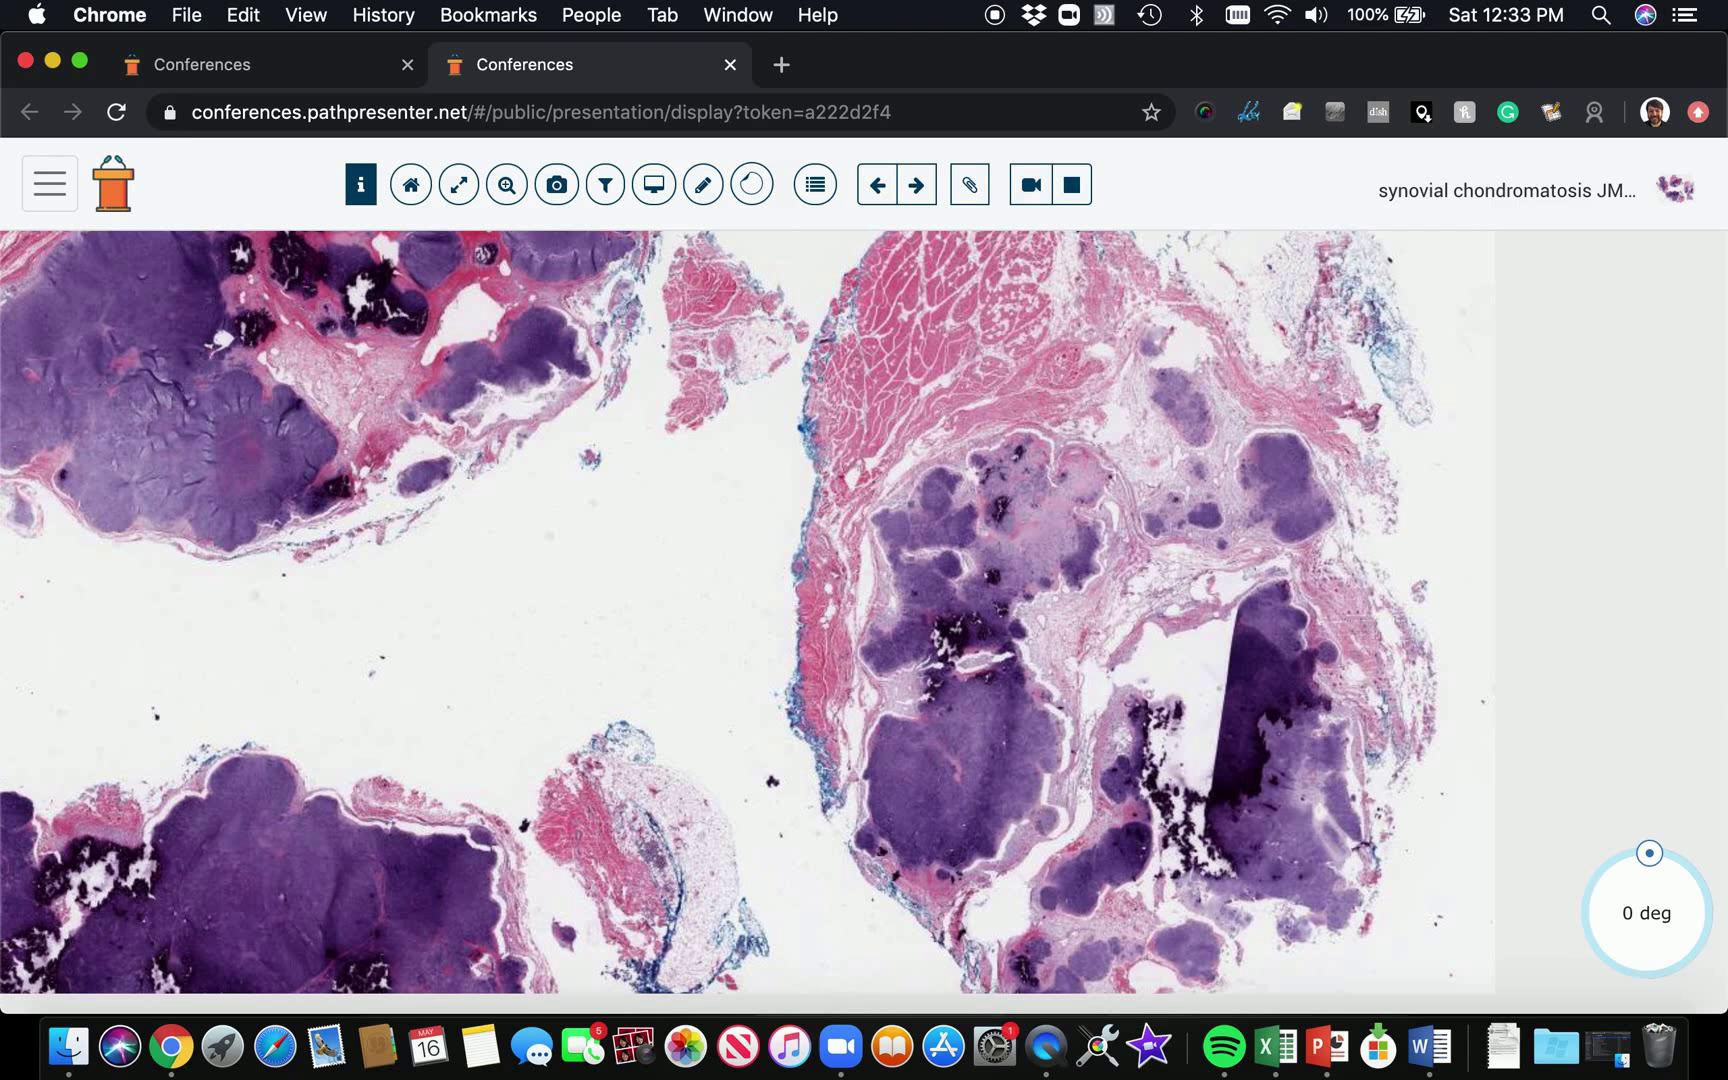 Chrome File Edit View History Bookmarks People Tab Window Help 100% Sat 12:33 PM
Conferences Conferences
conferences.pathpresenter.net/#/public/presentation/display?token=a222d2f4
dish
synovial chondromatosis JM...
0 deg
5
MAY
16
1
X P W